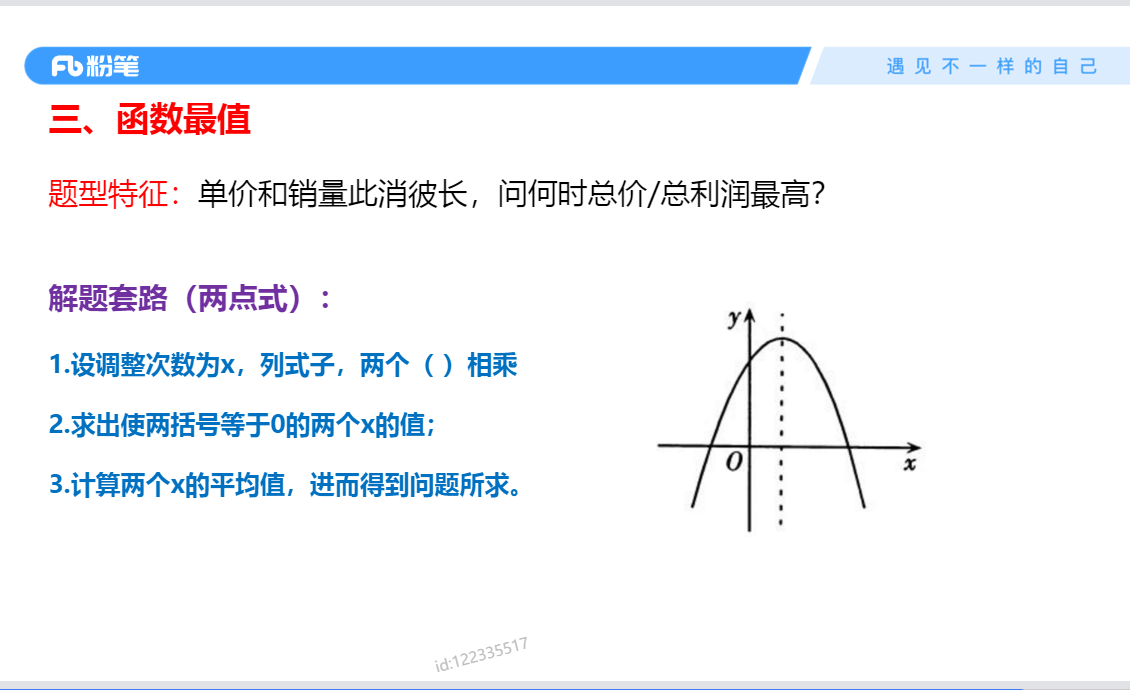 粉笔
遇见不一样的自己
三、函数最值
题型特征：单价和销量此消彼长，问何时总价/总利润最高？
解题套路（两点式）：
1.设调整次数为x，列式子，两个（ ）相乘
2.求出使两括号等于0的两个x的值；
3.计算两个x的平均值，进而得到问题所求。
y
O
x
id:122335517